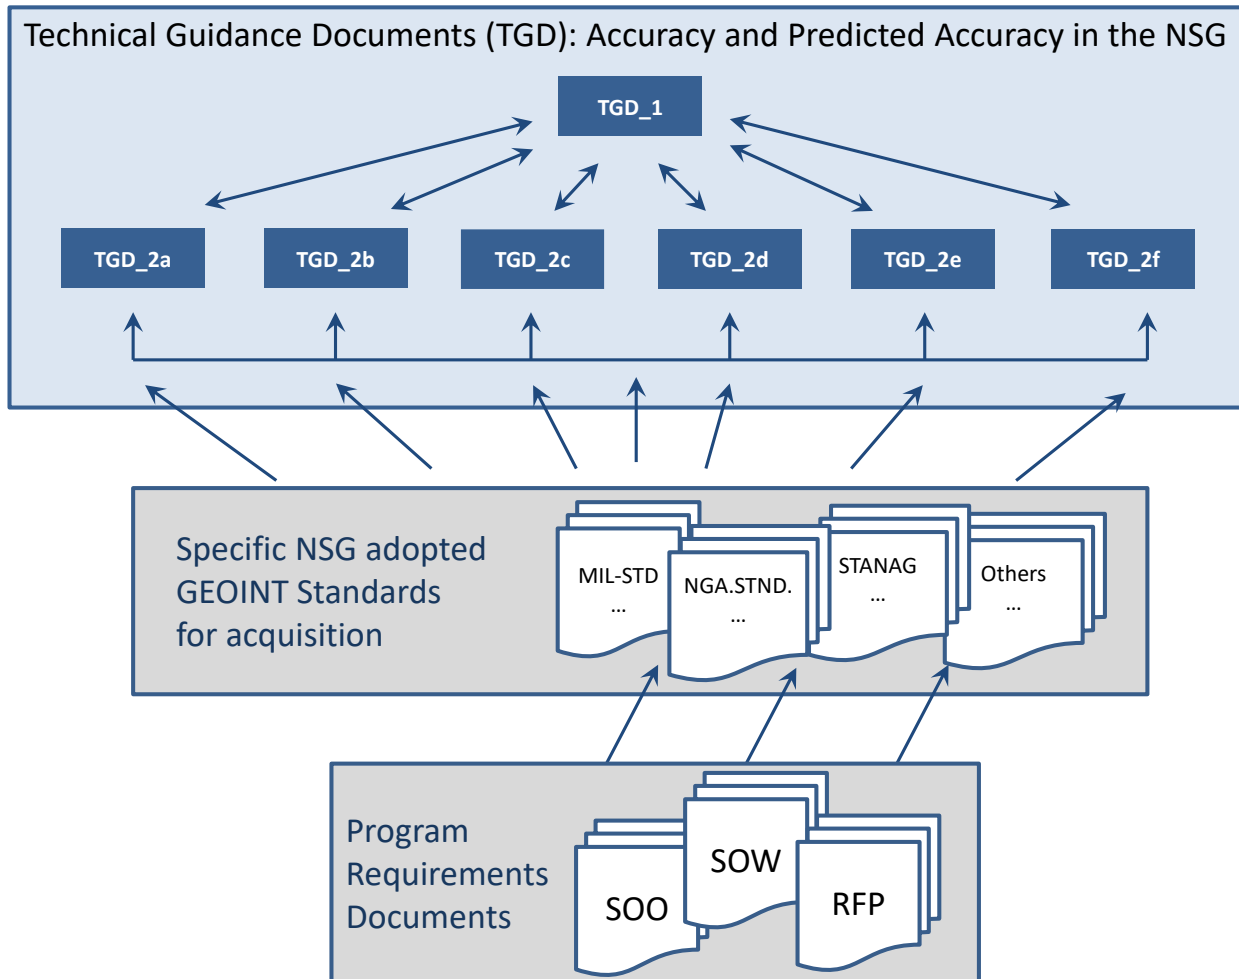 Technical Guidance Documents (TGD): Accuracy and Predicted Accuracy in the NSG
TGD_1
TGD_2a
TGD_2b
TGD_2c
TGD_2d
TGD_2e
TGD_2f
Specific NSG adopted
GEOINT Standards
for acquisition
MIL-STD
...
NGA.STND.
...
STANAG
...
Others
...
Program
Requirements
Documents
SOO
SOW
RFP